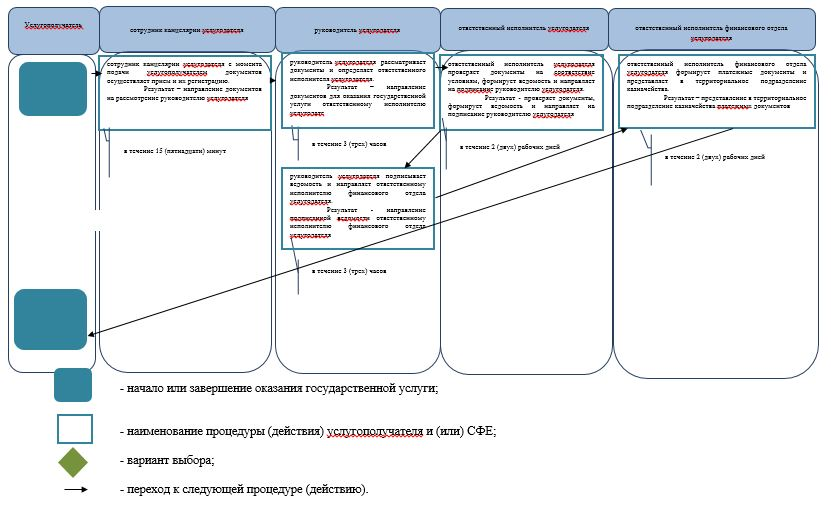 Услугополучатель
сотрудник канцелярии услугодателя
руководитель услугодателя
ответственный исполнитель услугодателя
ответственный исполнитель финансового отдела
услугодателя
сотрудник канцелярии услугодателя с момента
подачи услугополучателем документов
осуществляет прием и их регистрацию.
Результат – направление документов
на рассмотрение руководителю услугодателя
в течение 15 (пятнадцати) минут
руководитель услугодателя рассматривает
документы и определяет ответственного
исполнителя услугодателя.
Результат – направление
документов для оказания государственной
услуги ответственному исполнителю
услугодате
в течение 3 (трех) часов
руководитель услугодателя подписывает
ведомость и направляет ответственному
исполнителю финансового отдела
услугодателя.
Результат - направление
подписанной ведомости ответственному
исполнителю финансового отдела
услугодателя
в течение 3 (трех) часов
ответственный исполнитель услугодателя
проверяет документы на соответствие
условиям, формирует ведомость и направляет
на подписание руководителю услугодателя.
Результат - проверяет документы,
формирует ведомость и направляет на
подписание руководителю услугодателя
в течение 2 (двух) рабочих дней
ответственный исполнитель финансового отдела
услугодателя формирует платежные документы и
представляет в территориальное подразделение
казначейства.
Результат – представление в территориальное
подразделение казначейства платежных документов
в течение 2 (двух) рабочих дней
- начало или завершение оказания государственной услуги;
- наименование процедуры (действия) услугополучателя и (или) СФЕ;
- вариант выбора;
- переход к следующей процедуре (действию).